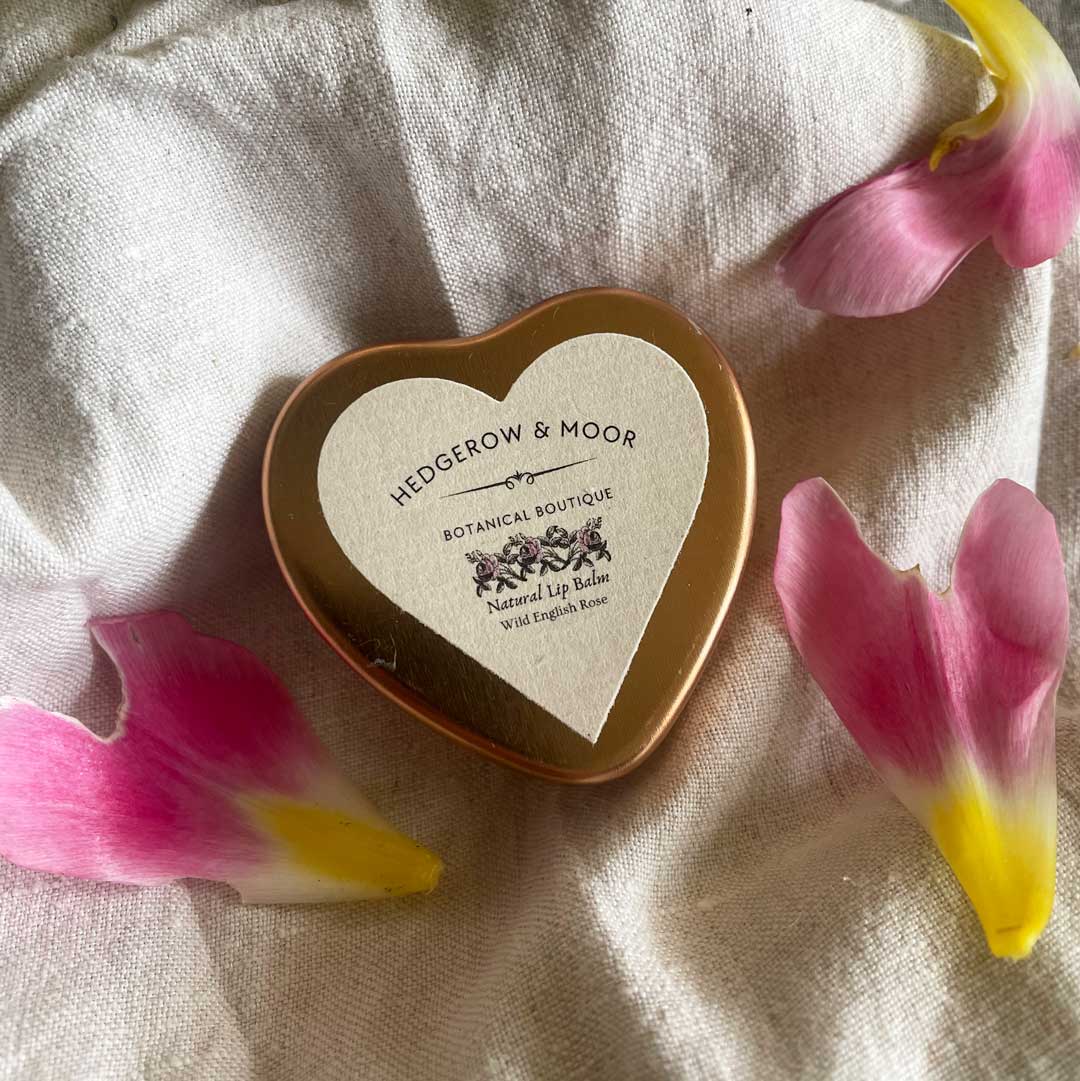 HEDGEROW & MOOR
BOTANICAL BOUTIQUE
Natural Lip Balm
Wild English Rose